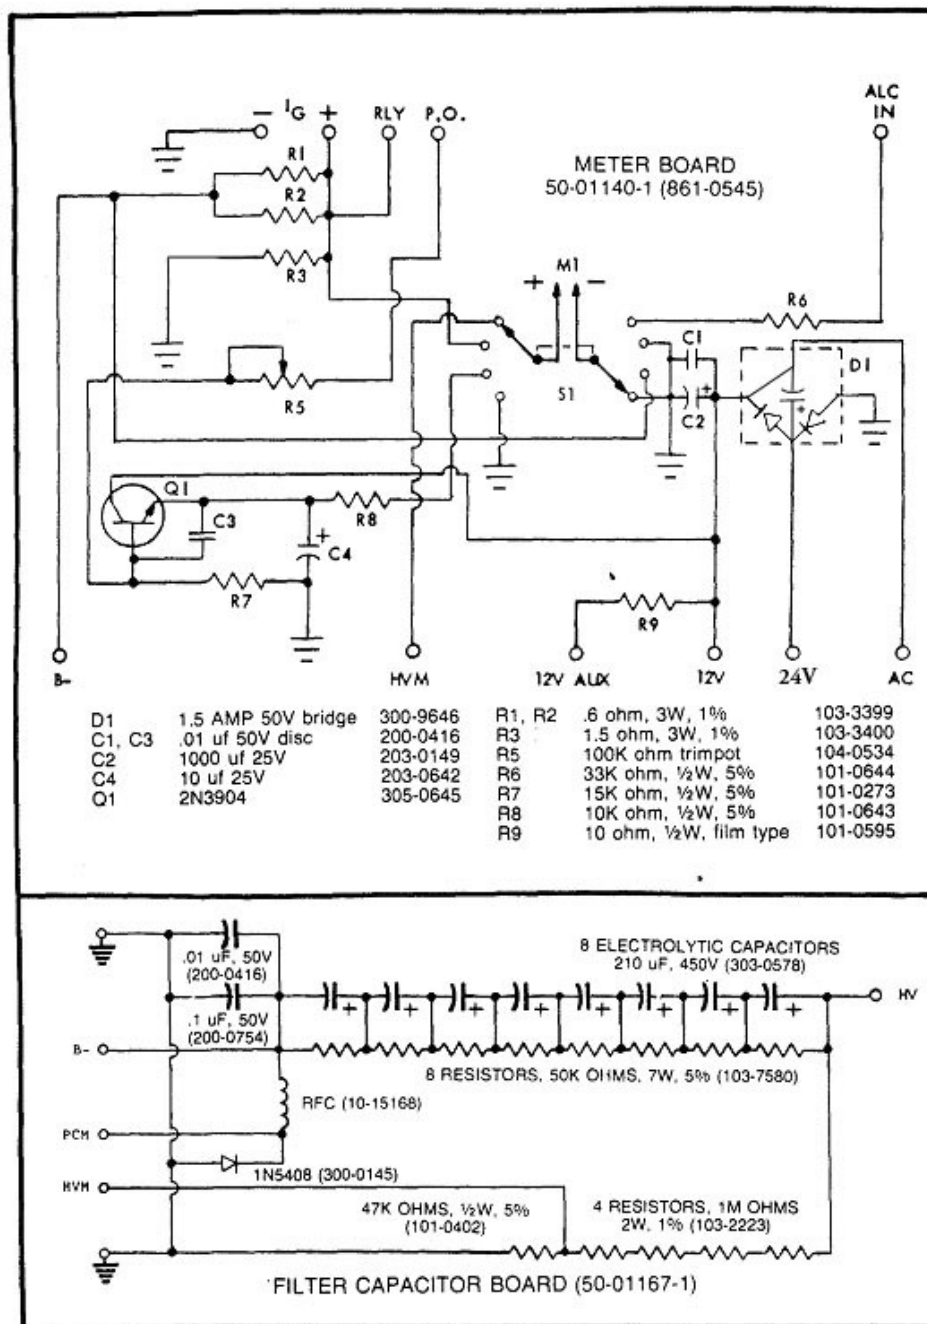 − IG + RLY P.O. ALC IN
METER BOARD
50-01140-1 (861-0545)
R1
R2
R3
+ M1 −
R6
C1
D1
R5
S1
C2
+
+
Q1
C3
R8
+
C4
R7
R9
B- HVM 12V AUX 12V 24V AC
D1 1.5 AMP 50V bridge 300-9646
C1, C3 .01 uf 50V disc 200-0416
C2 1000 uf 25V 203-0149
C4 10 uf 25V 203-0642
Q1 2N3904 305-0645
R1, R2 .6 ohm, 3W, 1% 103-3399
R3 1.5 ohm, 3W, 1% 103-3400
R5 100K ohm trimpot 104-0534
R6 33K ohm, ½W, 5% 101-0644
R7 15K ohm, ½W, 5% 101-0273
R8 10K ohm, ½W, 5% 101-0643
R9 10 ohm, ½W, film type 101-0595
.01 uF, 50V
(200-0416)
8 ELECTROLYTIC CAPACITORS
210 uF, 450V (303-0578)
HV
+ + + + + + + +
.1 uF, 50V
(200-0754)
B-
8 RESISTORS, 50K OHMS, 7W, 5% (103-7580)
RFC (10-15168)
PCM
1N5408 (300-0145)
HVM
47K OHMS, ½W, 5%
(101-0402)
4 RESISTORS, 1M OHMS
2W, 1% (103-2223)
FILTER CAPACITOR BOARD (50-01167-1)